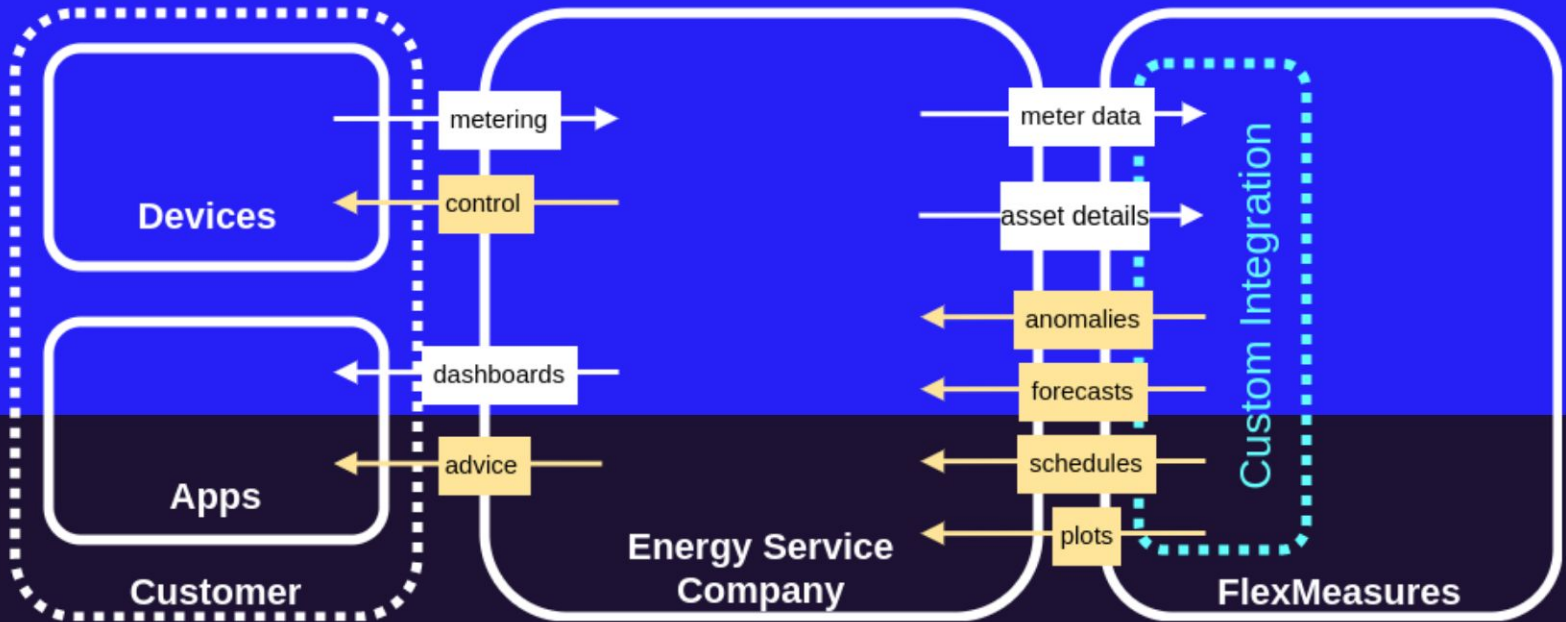 metering
control
Devices
dashboards
advice
Apps
Customer
Energy Service
Company
meter data
asset details
anomalies
forecasts
schedules
plots
Custom Integration
FlexMeasures